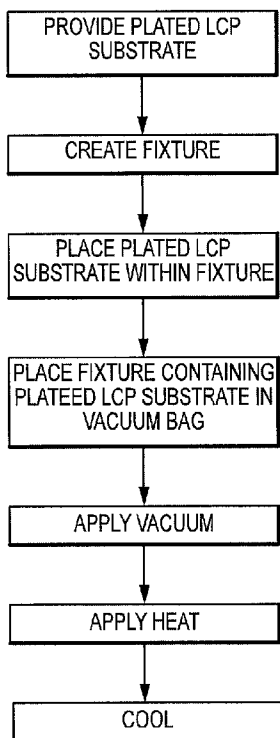 PROVIDE PLATED LCP
SUBSTRATE
CREATE FIXTURE
PLACE PLATED LCP
SUBSTRATE WITHIN FIXTURE
PLACE FIXTURE CONTAINING
PLATEED LCP SUBSTRATE IN
VACUUM BAG
APPLY VACUUM
APPLY HEAT
COOL